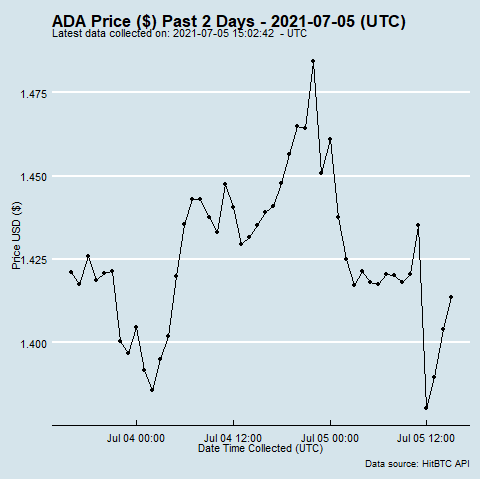 ADA Price ($) Past 2 Days - 2021-07-05 (UTC)
Latest data collected on: 2021-07-05 15:02:42  - UTC
1.475
1.450
1.425
1.400
Price USD ($)
Jul 04 00:00 Jul 04 12:00 Jul 05 00:00 Jul 05 12:00
Date Time Collected (UTC)
Data source: HitBTC API